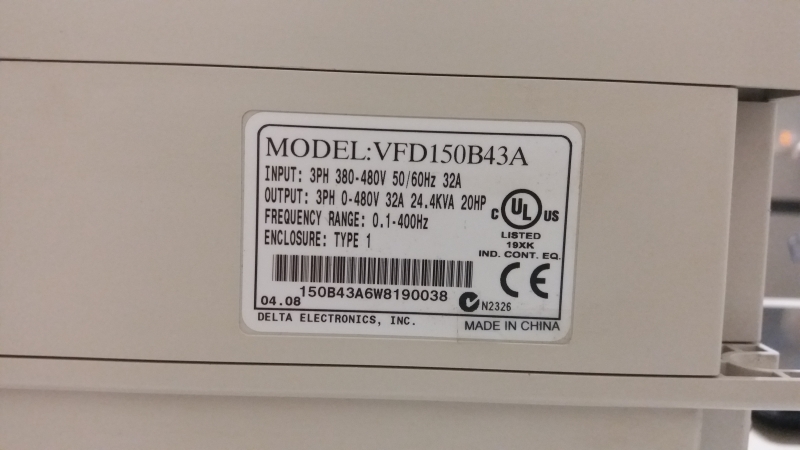 MODEL:VFD150B43A
INPUT: 3PH 380-480V 50/60Hz 32A
OUTPUT: 3PH 0-480V 32A 24.4KVA 20HP
FREQUENCY RANGE: 0.1-400Hz
ENCLOSURE: TYPE 1
C UL US
LISTED
19XK
IND. CONT. EQ.
CE
150B43A6W8190038
04.08
N2326
DELTA ELECTRONICS, INC.
MADE IN CHINA